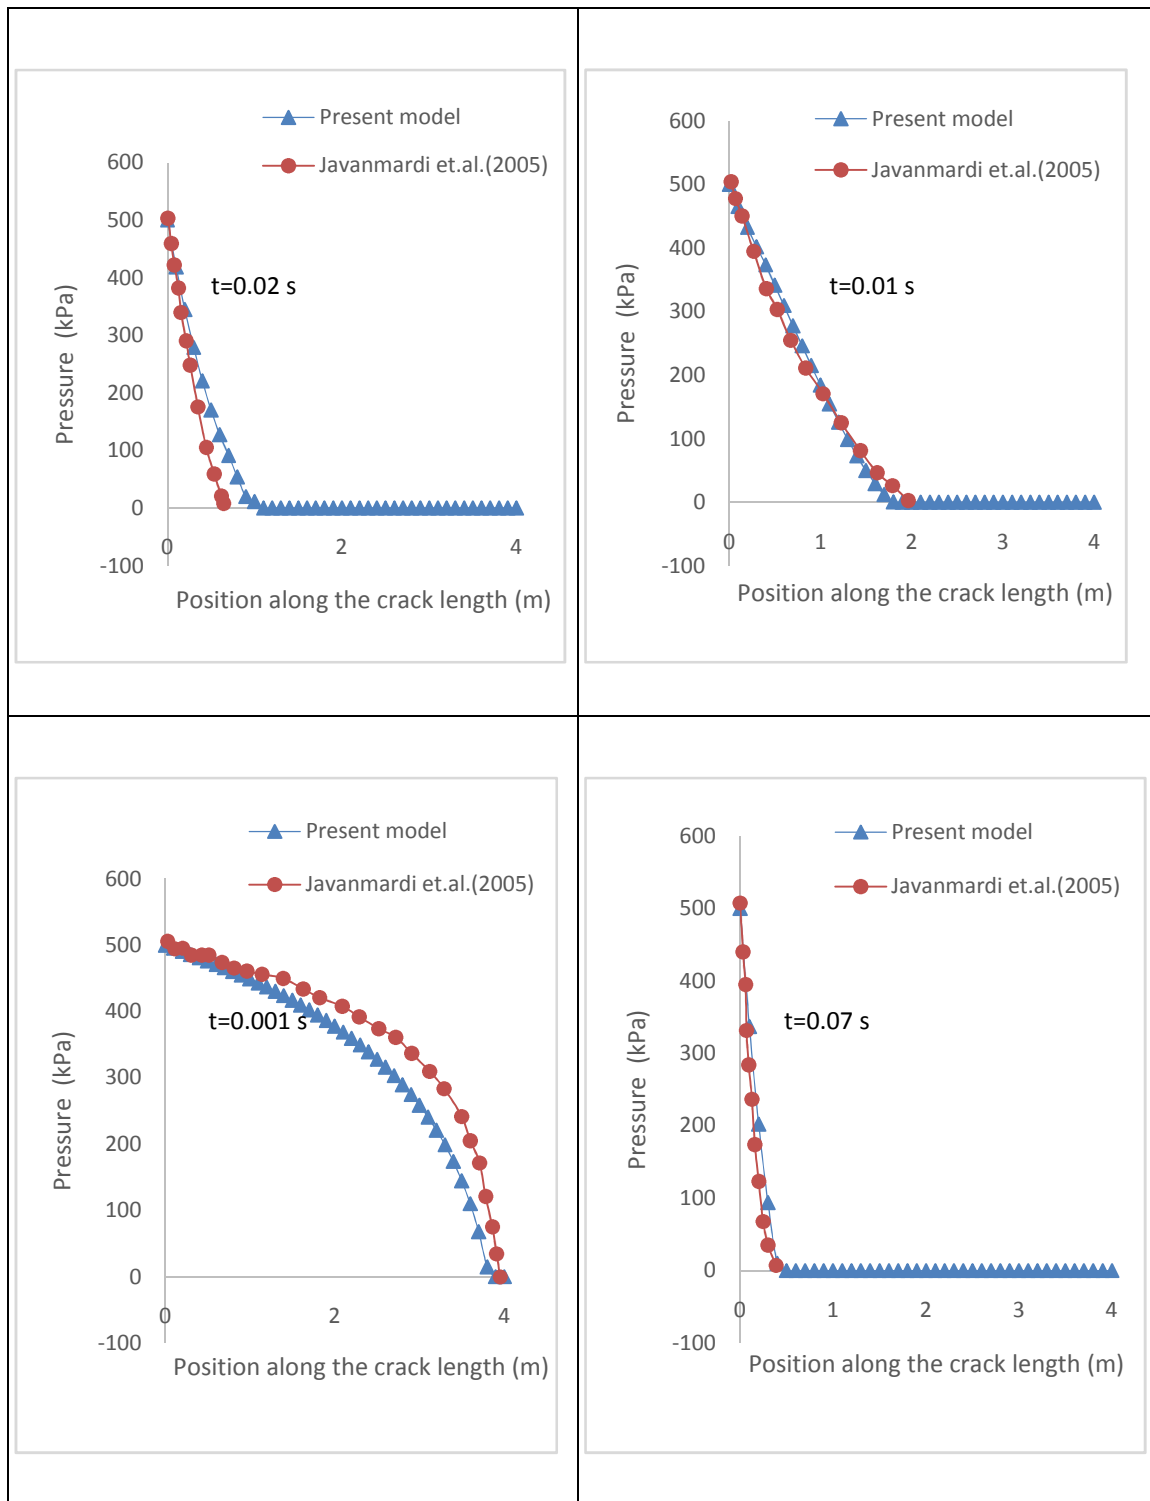 Present model
Javanmardi et.al.(2005)
600
500
400
300
200
100
0
-100
0
2
4
t=0.02 s
Pressure (kPa)
Position along the crack length (m)
Present model
Javanmardi et.al.(2005)
600
500
400
300
200
100
0
-100
0
1
2
3
4
t=0.01 s
Pressure (kPa)
Position along the crack length (m)
Present model
Javanmardi et.al.(2005)
600
500
400
300
200
100
0
-100
0
2
4
t=0.001 s
Pressure (kPa)
Position along the crack length (m)
Present model
Javanmardi et.al.(2005)
600
500
400
300
200
100
0
-100
0
1
2
3
4
t=0.07 s
Pressure (kPa)
Position along the crack length (m)